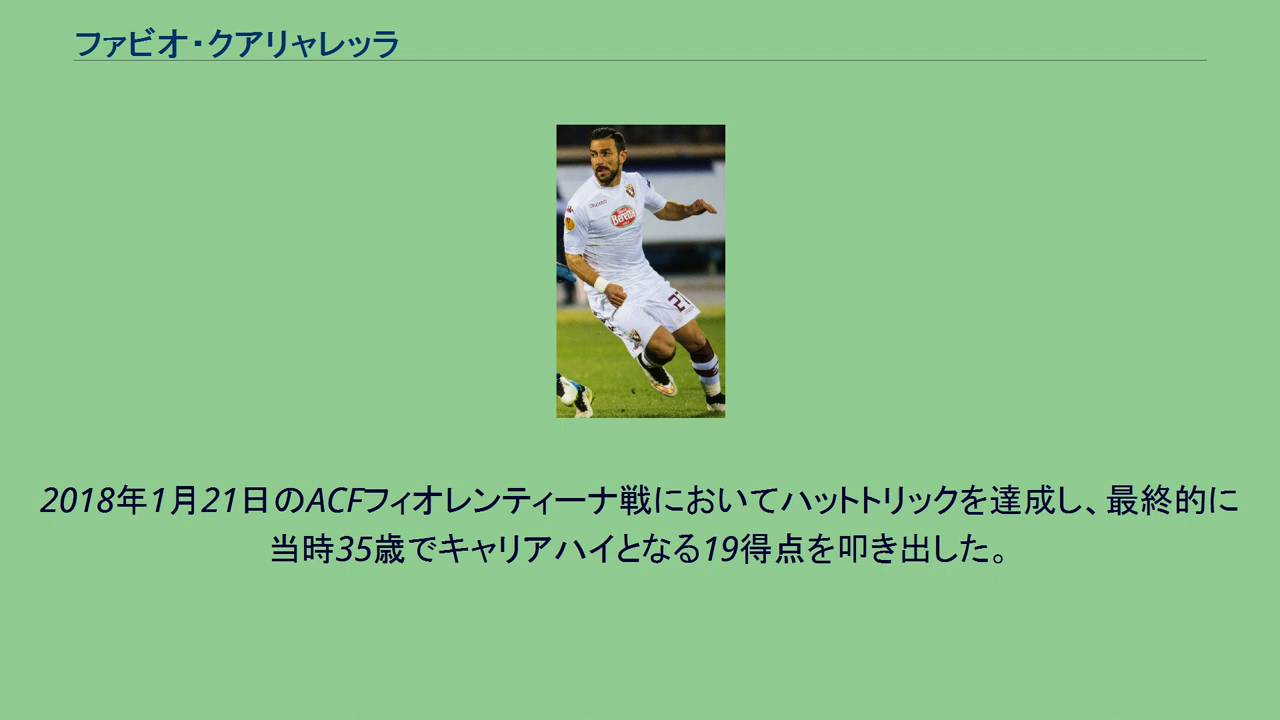 ファビオ・クアリャレッラ
Beretta
27
2018年1月21日のACFフィオレンティーナ戦においてハットトリックを達成し、最終的に
当時35歳でキャリアハイとなる19得点を叩き出した。